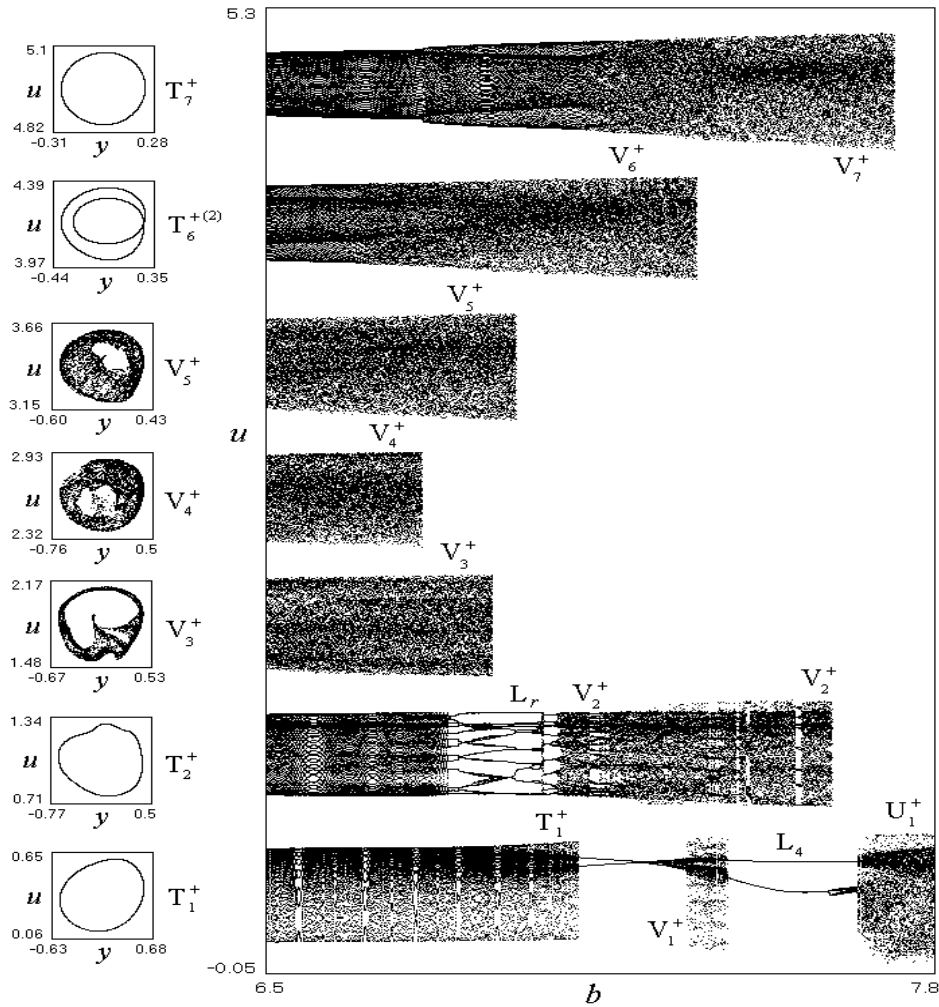 5.3
5.1
u
4.82
-0.31
y
0.28
T₇⁺
V₆⁺
V₇⁺
4.39
u
3.97
-0.44
y
0.35
T₆⁺⁽²⁾
V₅⁺
3.66
u
3.15
-0.60
y
0.43
V₅⁺
u
V₄⁺
2.93
u
2.32
-0.76
y
0.5
V₄⁺
V₃⁺
2.17
u
1.48
-0.67
y
0.53
V₃⁺
Lᵣ
V₂⁺
V₂⁺
1.34
u
0.71
-0.77
y
0.5
T₂⁺
T₁⁺
L₄
U₁⁺
0.65
u
0.06
-0.63
y
0.68
T₁⁺
V₁⁺
-0.05
6.5
b
7.8